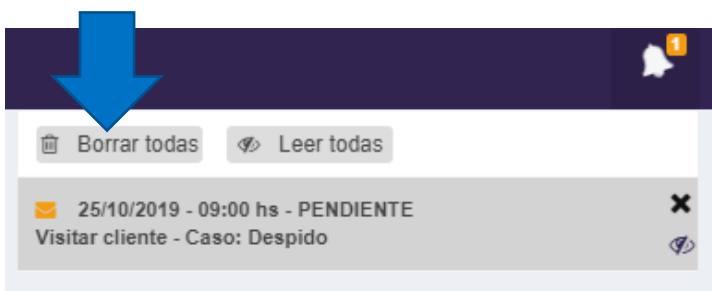 1
Borrar todas Leer todas
25/10/2019 - 09:00 hs - PENDIENTE
Visitar cliente - Caso: Despido